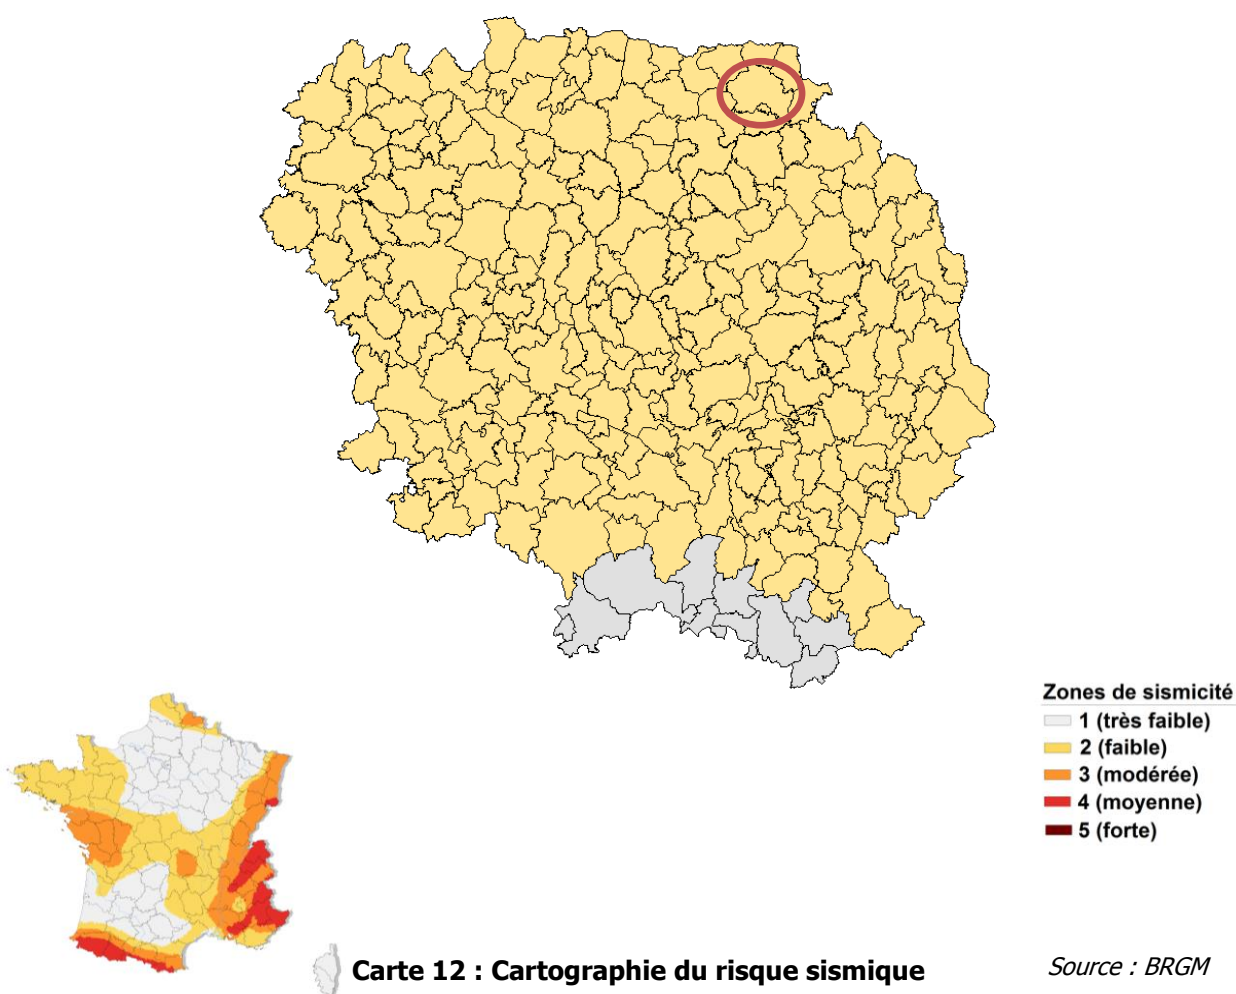 Zones de sismicité
1 (très faible)
2 (faible)
3 (modérée)
4 (moyenne)
5 (forte)
Carte 12 : Cartographie du risque sismique
Source : BRGM